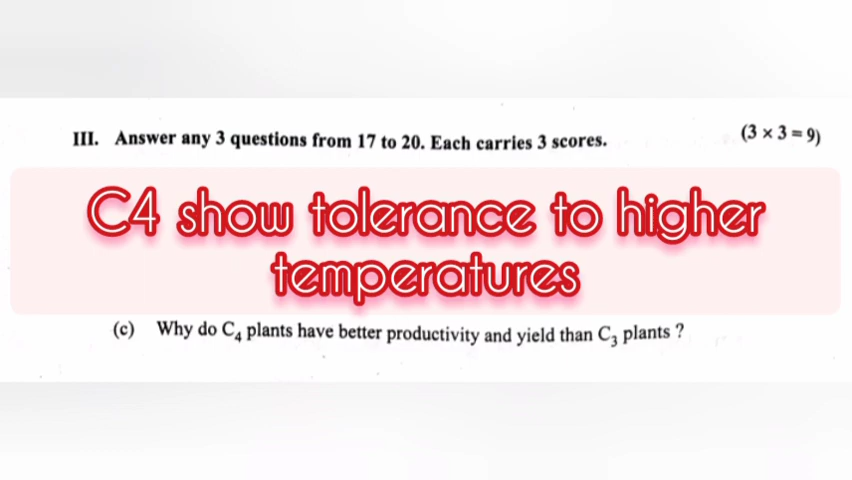 III. Answer any 3 questions from 17 to 20. Each carries 3 scores. (3 × 3 = 9)
C4 show tolerance to higher
temperatures
(c) Why do C₄ plants have better productivity and yield than C₃ plants ?